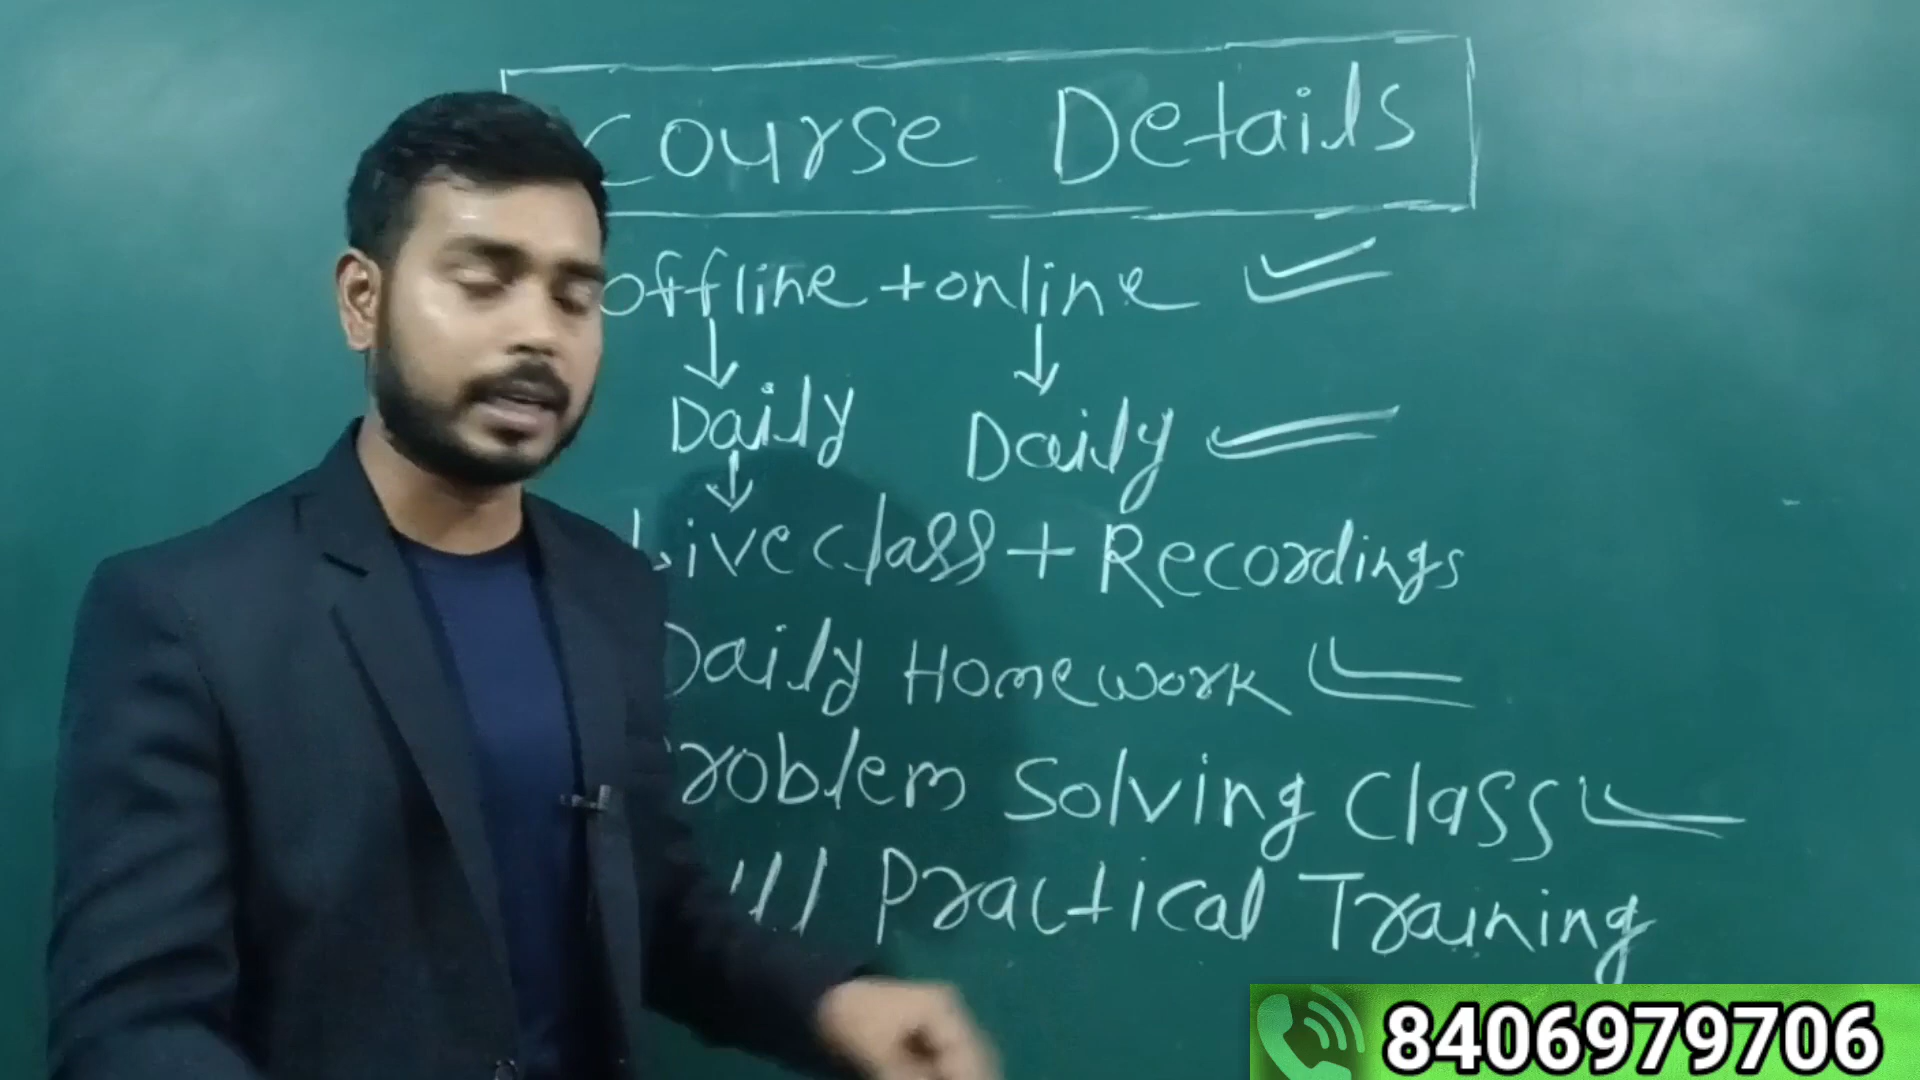 Course Details
offline + online
Daily Daily
Live class + Recordings
Daily Homework
Problem Solving Class
Practical Training
8406979706